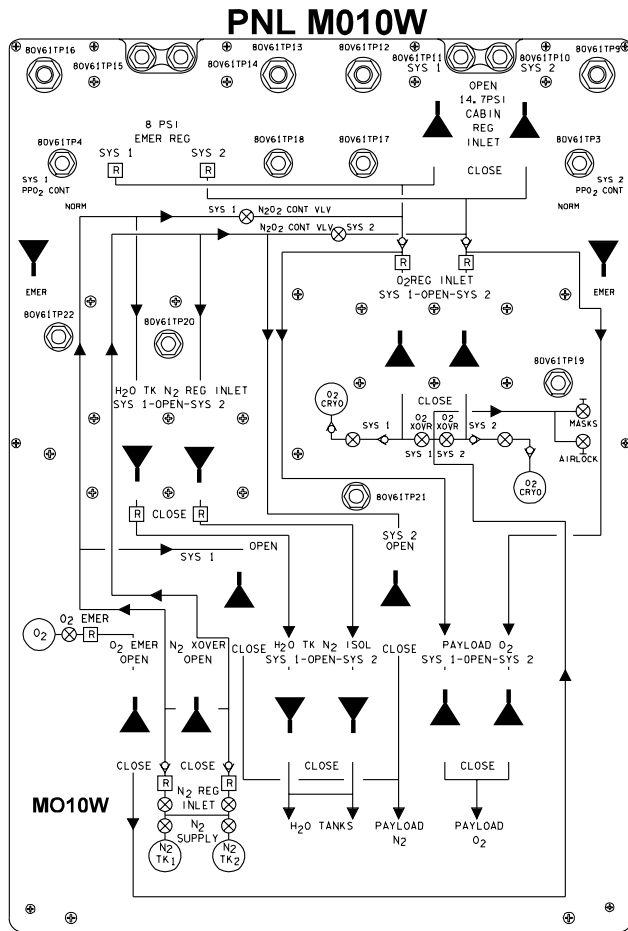 PNL M010W
80V61TP16
80V61TP15
80V61TP14
80V61TP13
80V61TP12
80V61TP11
SYS 1
80V61TP10
SYS 2
80V61TP9
OPEN
14.7PSI
CABIN
REG
INLET
CLOSE
8 PSI
EMER REG
SYS 1
SYS 2
R
R
80V61TP4
80V61TP18
80V61TP17
80V61TP3
SYS 1
PPO2 CONT
NORM
EMER
SYS 2
PPO2 CONT
NORM
EMER
SYS 1
N2O2 CONT VLV
N2O2 CONT VLV
SYS 2
R
R
O2REG INLET
SYS 1-OPEN-SYS 2
80V61TP22
80V61TP20
80V61TP19
H2O TK N2 REG INLET
SYS 1-OPEN-SYS 2
CLOSE
O2
CRYO
SYS 1
O2
XOVR
O2
XOVR
SYS 2
SYS 1
SYS 2
MASKS
AIRLOCK
O2
CRYO
80V61TP21
R
CLOSE
R
SYS 1
OPEN
SYS 2
OPEN
O2
O2 EMER
R
O2 EMER
OPEN
N2 XOVER
OPEN
CLOSE
H2O TK N2 ISOL
SYS 1-OPEN-SYS 2
CLOSE
PAYLOAD O2
SYS 1-OPEN-SYS 2
CLOSE
CLOSE
CLOSE
CLOSE
R
R
N2 REG
INLET
MO10W
N2
SUPPLY
N2
TK1
N2
TK2
H2O TANKS
PAYLOAD
N2
PAYLOAD
O2